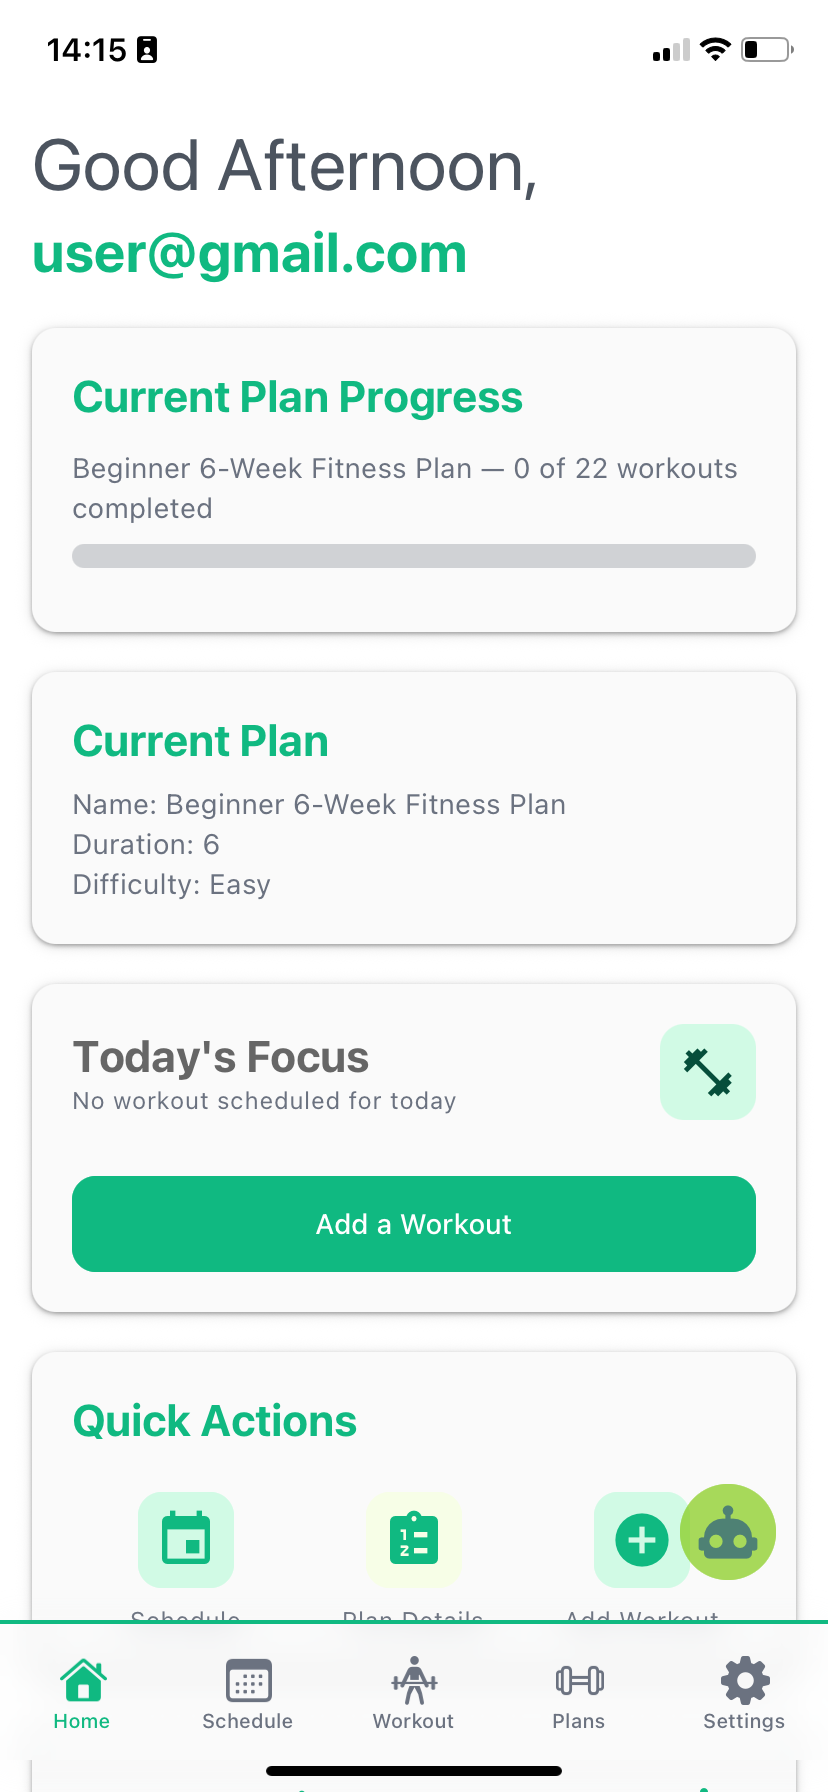 14:15
Good Afternoon,
user@gmail.com
Current Plan Progress
Beginner 6-Week Fitness Plan — 0 of 22 workouts
completed
Current Plan
Name: Beginner 6-Week Fitness Plan
Duration: 6
Difficulty: Easy
Today's Focus
No workout scheduled for today
Add a Workout
Quick Actions
1
2
Schedule Plan Details Add Workout
Home Schedule Workout Plans Settings